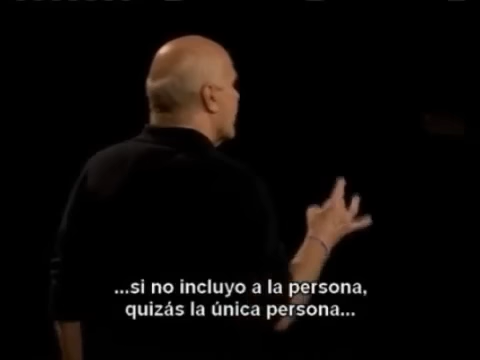 ...si no incluyo a la persona,
quizás la única persona...